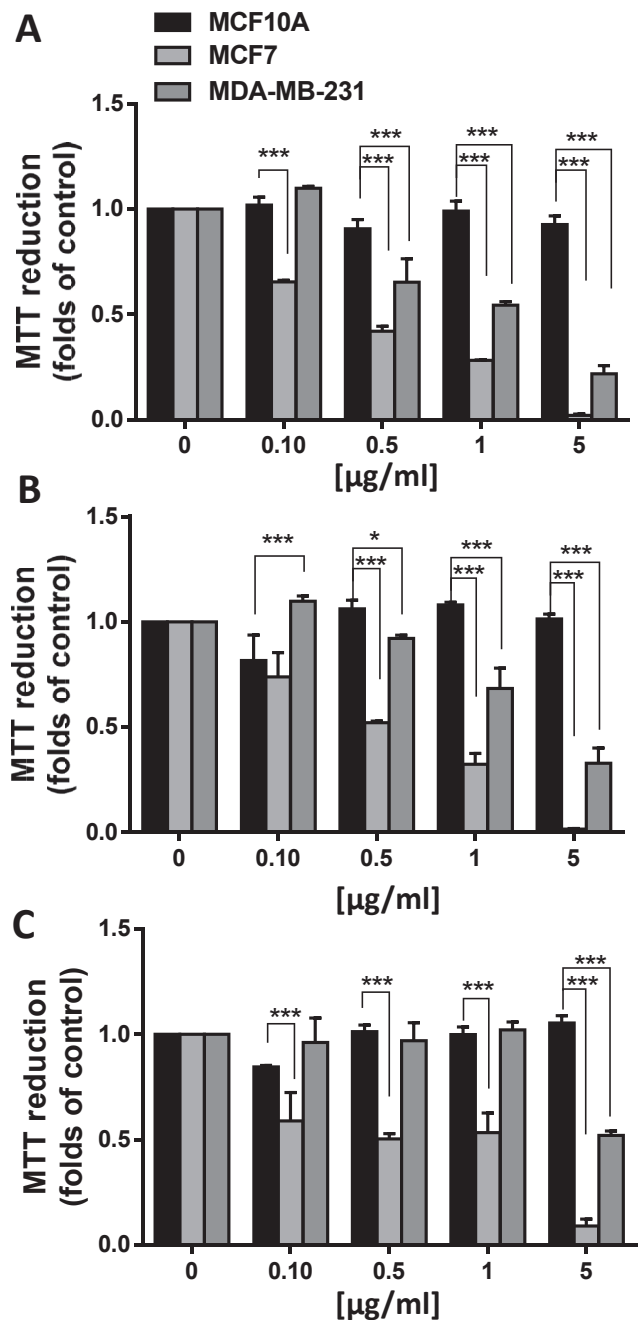 A
MCF10A
MCF7
MDA-MB-231
MTT reduction
(folds of control)
1.5
1.0
0.5
0.0
***
***
***
***
***
***
***
0 0.10 0.5 1 5
[µg/ml]
B
MTT reduction
(folds of control)
1.5
1.0
0.5
0.0
***
*
***
***
***
***
***
0 0.10 0.5 1 5
[µg/ml]
C
MTT reduction
(folds of control)
1.5
1.0
0.5
0.0
***
***
***
***
***
0 0.10 0.5 1 5
[µg/ml]